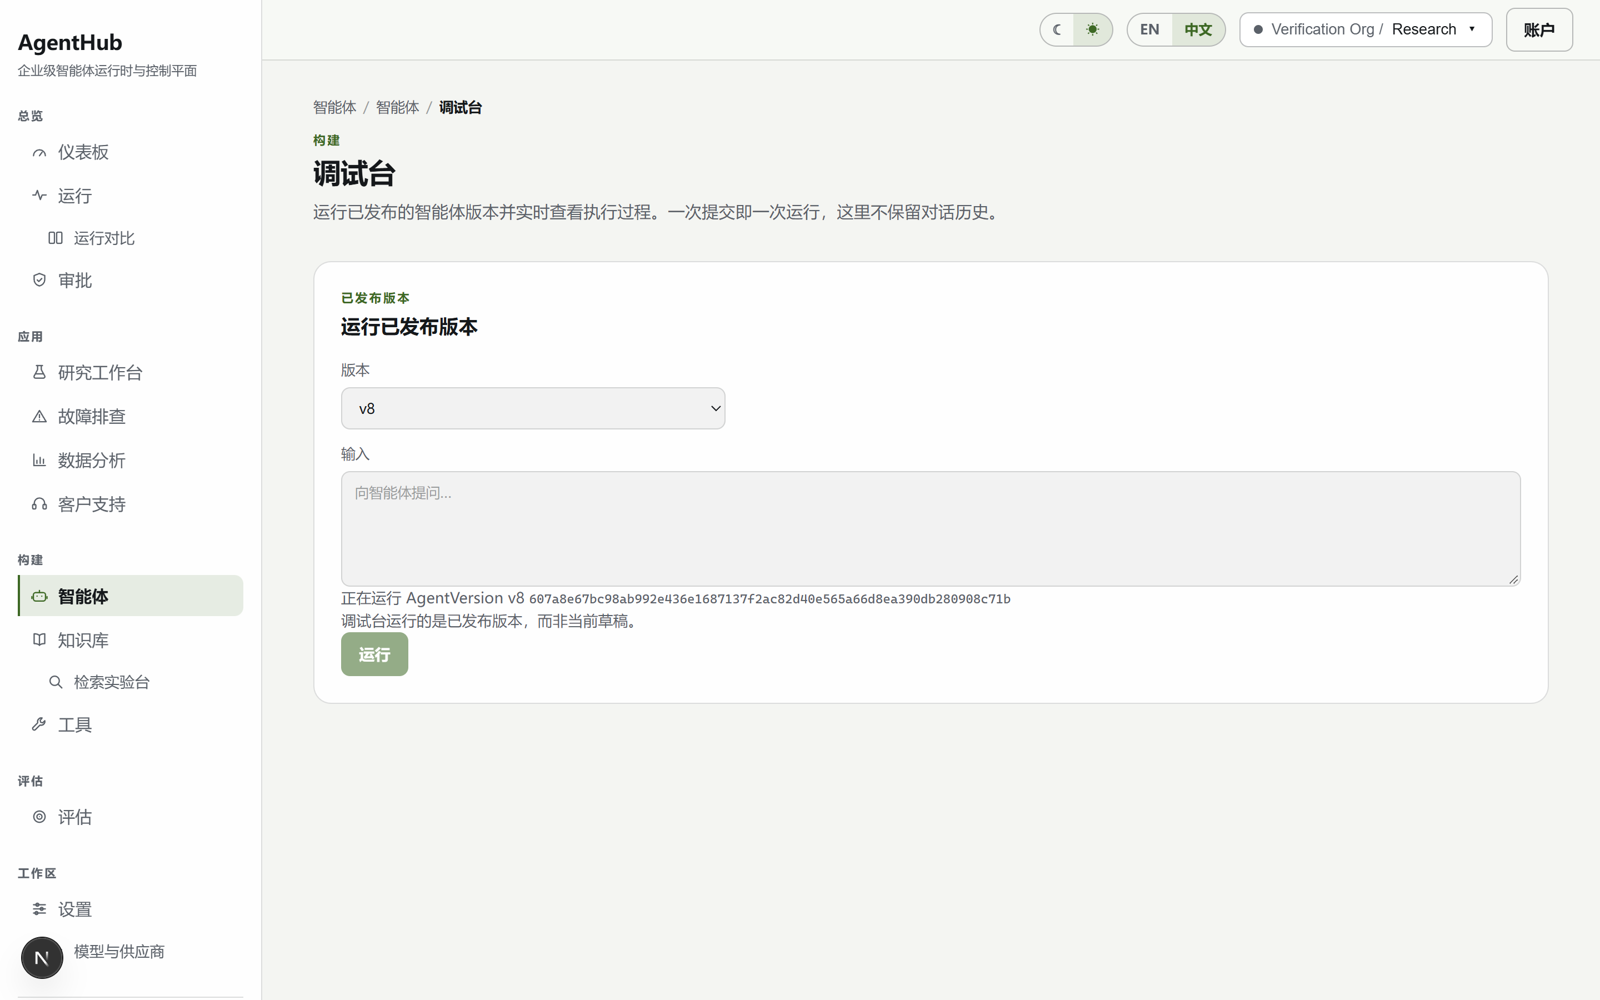 AgentHub
企业级智能体运行时与控制平面
总览
仪表板
运行
运行对比
审批
应用
研究工作台
故障排查
数据分析
客户支持
构建
智能体
知识库
检索实验台
工具
评估
评估
工作区
设置
模型与供应商
N
EN 中文
Verification Org / Research
账户
智能体 / 智能体 / 调试台
构建
调试台
运行已发布的智能体版本并实时查看执行过程。一次提交即一次运行，这里不保留对话历史。
已发布版本
运行已发布版本
版本
v8
输入
向智能体提问...
正在运行 AgentVersion v8 607a8e67bc98ab992e436e1687137f2ac82d40e565a66d8ea390db280908c71b
调试台运行的是已发布版本，而非当前草稿。
运行